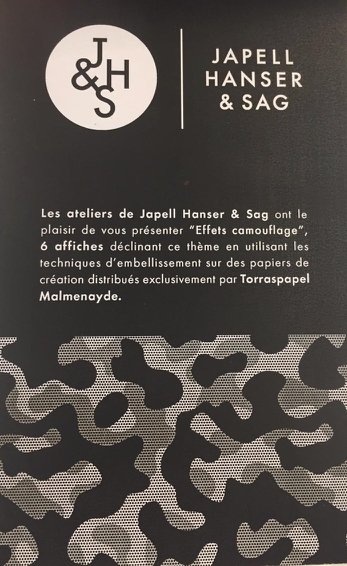 J
&H
S
JAPELL
HANSER
& SAG
Les ateliers de Japell Hanser & Sag ont le
plaisir de vous présenter “Effets camouflage”,
6 affiches déclinant ce thème en utilisant les
techniques d’embellissement sur des papiers de
création distribués exclusivement par Torraspapel
Malmenayde.